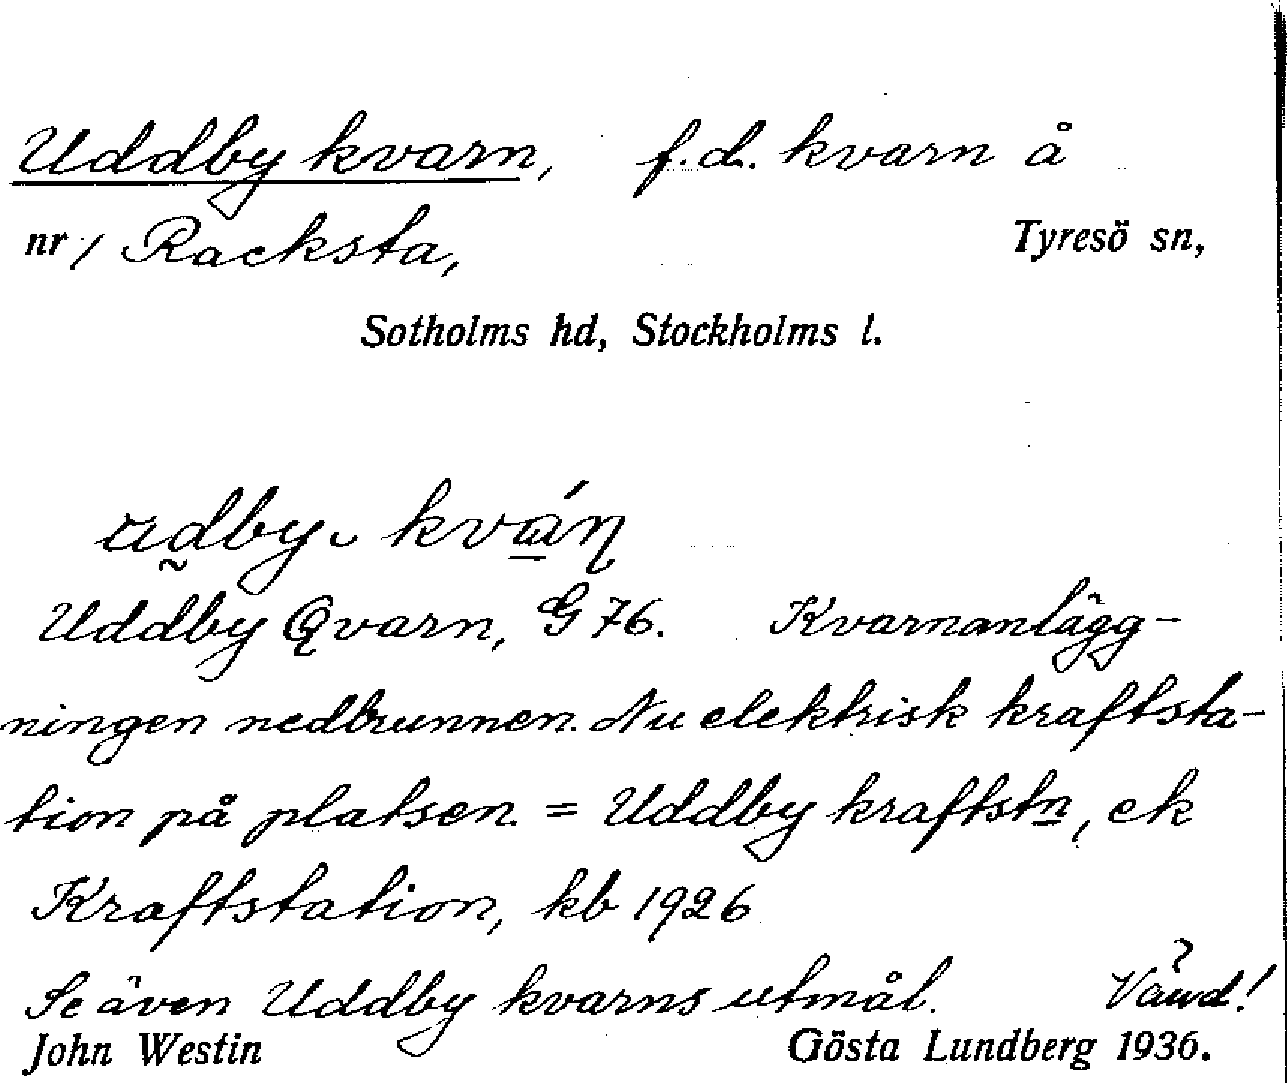 Uddby kvarn, f.d. kvarn å
nr 1 Racksta, Tyresö sn,
Sotholms hd, Stockholms l.
Uddby Qvarn, G 76. Kvarnanlägg-
ningen nedbrunnen. Nu elektrisk kraftsta-
tion på platsen. = Uddby kraftstn, ek
Kraftstation, kb 1926
Se även Uddby kvarns utmål. Vänd!
John Westin Gösta Lundberg 1936.